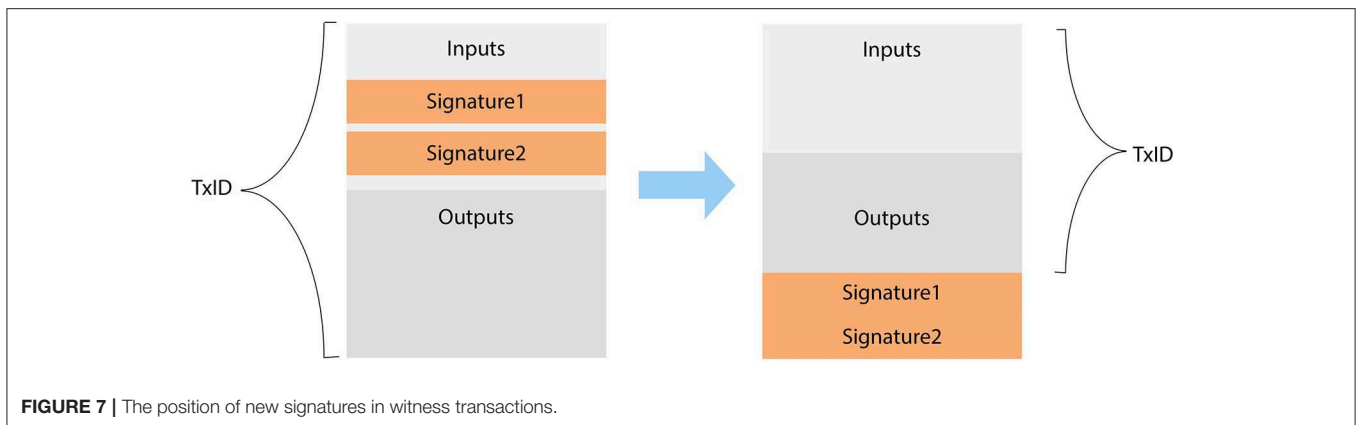 Inputs
Signature1
Signature2
TxID
Outputs
Inputs
TxID
Outputs
Signature1
Signature2
FIGURE 7 | The position of new signatures in witness transactions.